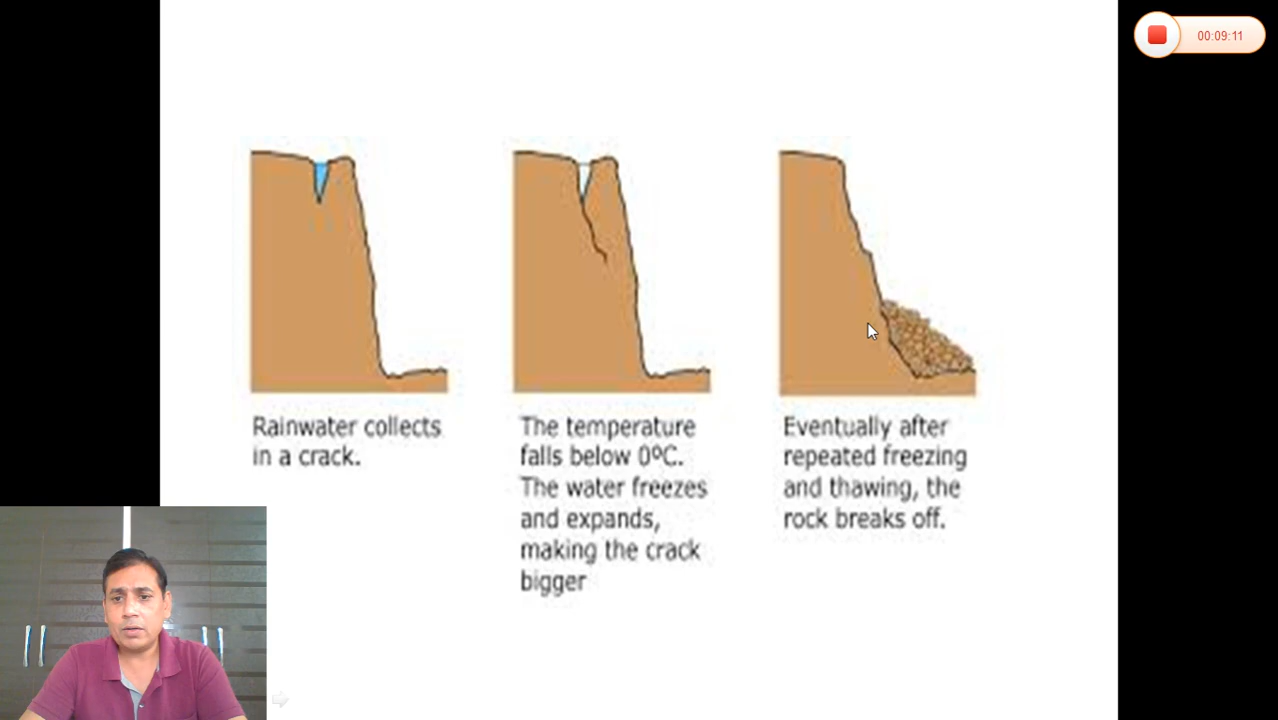 00:09:11
Rainwater collects
in a crack.
The temperature
falls below 0ºC.
The water freezes
and expands,
making the crack
bigger
Eventually after
repeated freezing
and thawing, the
rock breaks off.